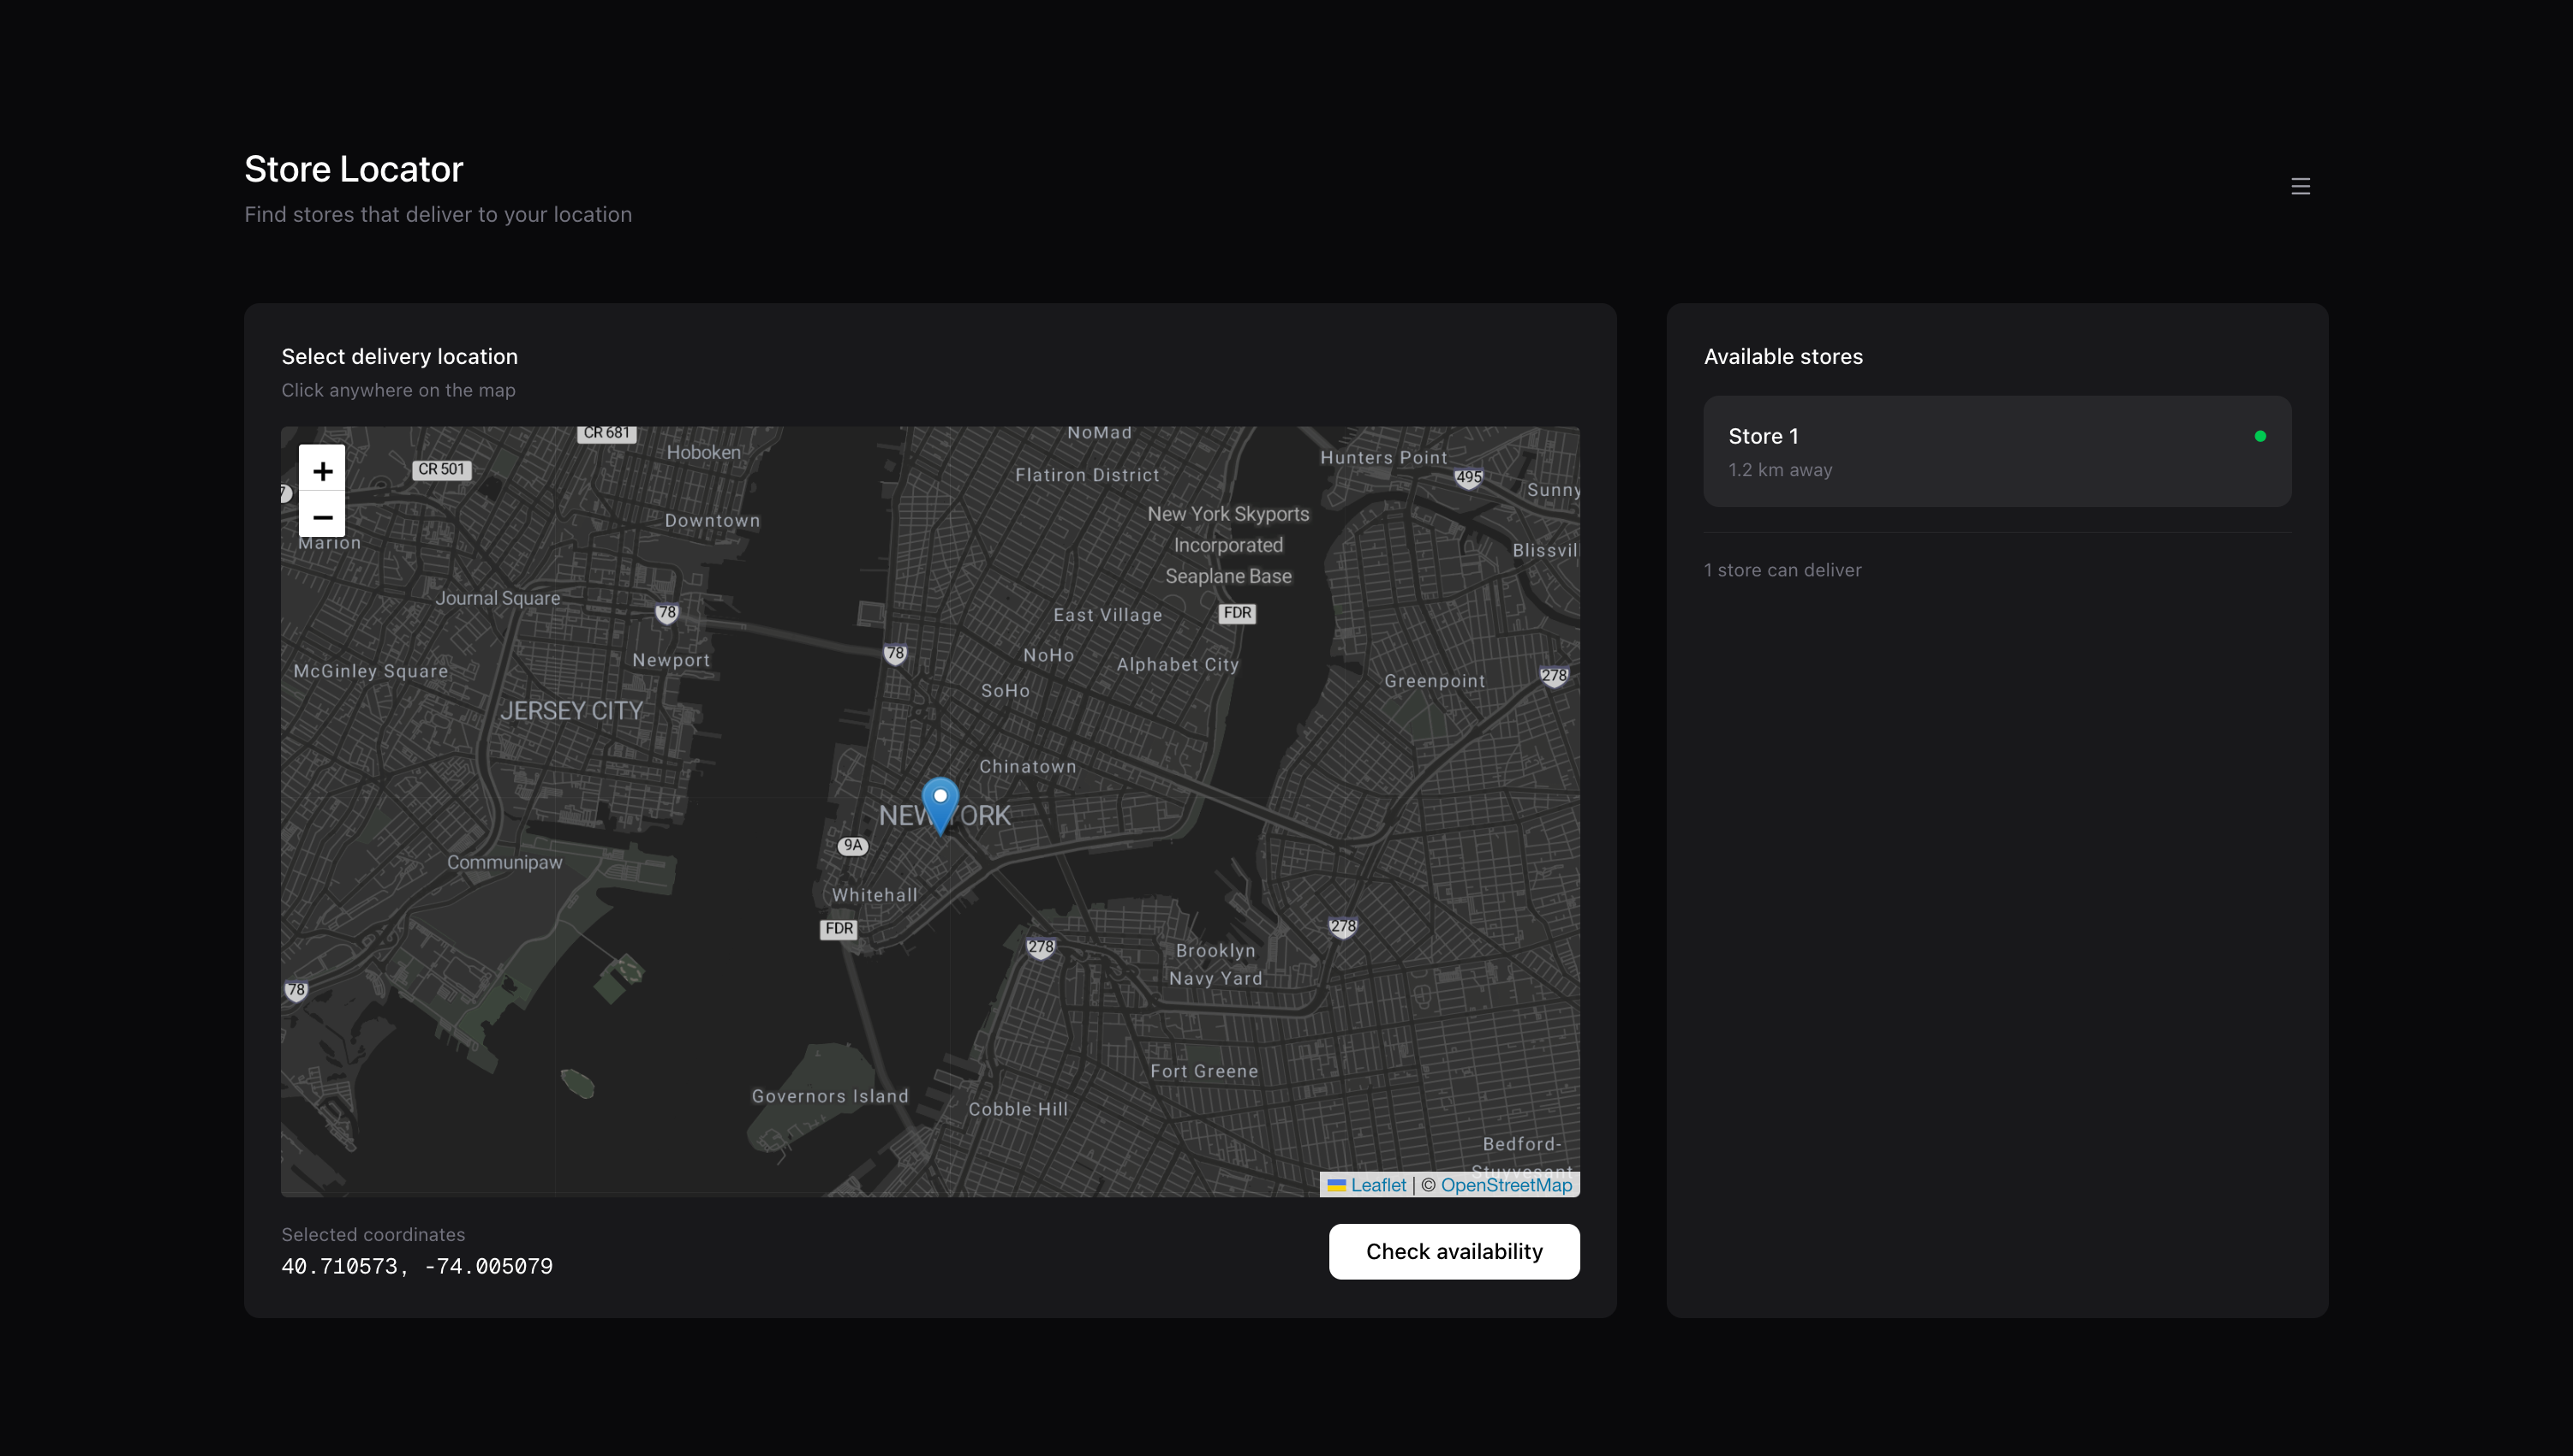 Store Locator
Find stores that deliver to your location
Select delivery location
Click anywhere on the map
+
−
CR 681
Hoboken
NoMad
CR 501
Flatiron District
Hunters Point
495
Sunny
Downtown
New York Skyports
Incorporated
Seaplane Base
Marion
Blissvil
Journal Square
78
East Village
FDR
78
NoHo
Alphabet City
Newport
McGinley Square
SoHo
Greenpoint
278
JERSEY CITY
Chinatown
NEW YORK
9A
Communipaw
Whitehall
FDR
278
278
Brooklyn
Navy Yard
78
Fort Greene
Governors Island
Cobble Hill
Bedford-
Stuyvesant
Leaflet | © OpenStreetMap
Selected coordinates
40.710573, -74.005079
Check availability
Available stores
Store 1
1.2 km away
1 store can deliver